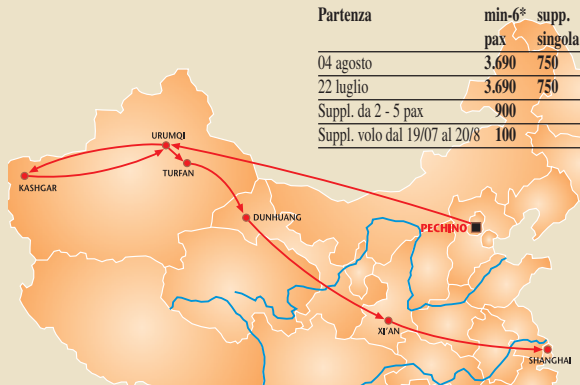 Partenza min-6* supp.
pax singola
04 agosto 3.690 750
22 luglio 3.690 750
Suppl. da 2 - 5 pax 900
Suppl. volo dal 19/07 al 20/8 100
URUMQI
TURFAN
KASHGAR
DUNHUANG
PECHINO
XI'AN
SHANGHAI